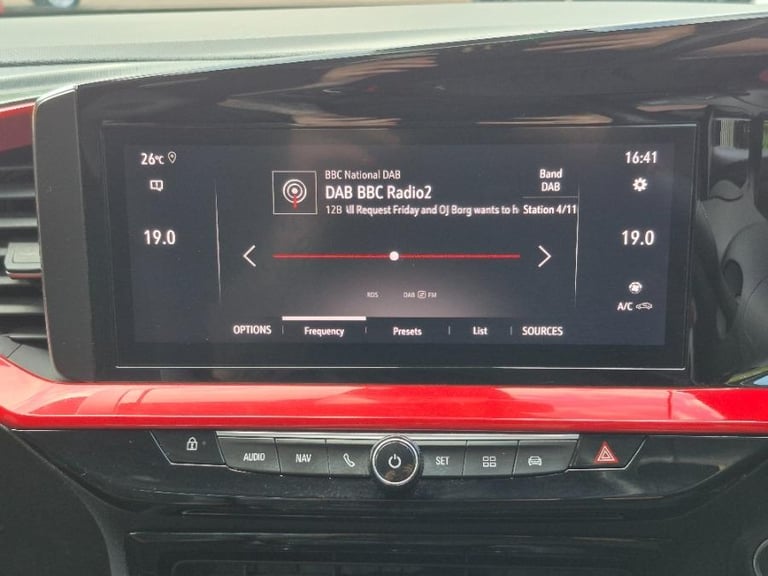 26°C
16:41
BBC National DAB
DAB BBC Radio2
Band
DAB
12B ll Request Friday and OJ Borg wants to h
Station 4/11
19.0
19.0
RDS
DAB FM
A/C
OPTIONS
Frequency
Presets
List
SOURCES
AUDIO
NAV
SET